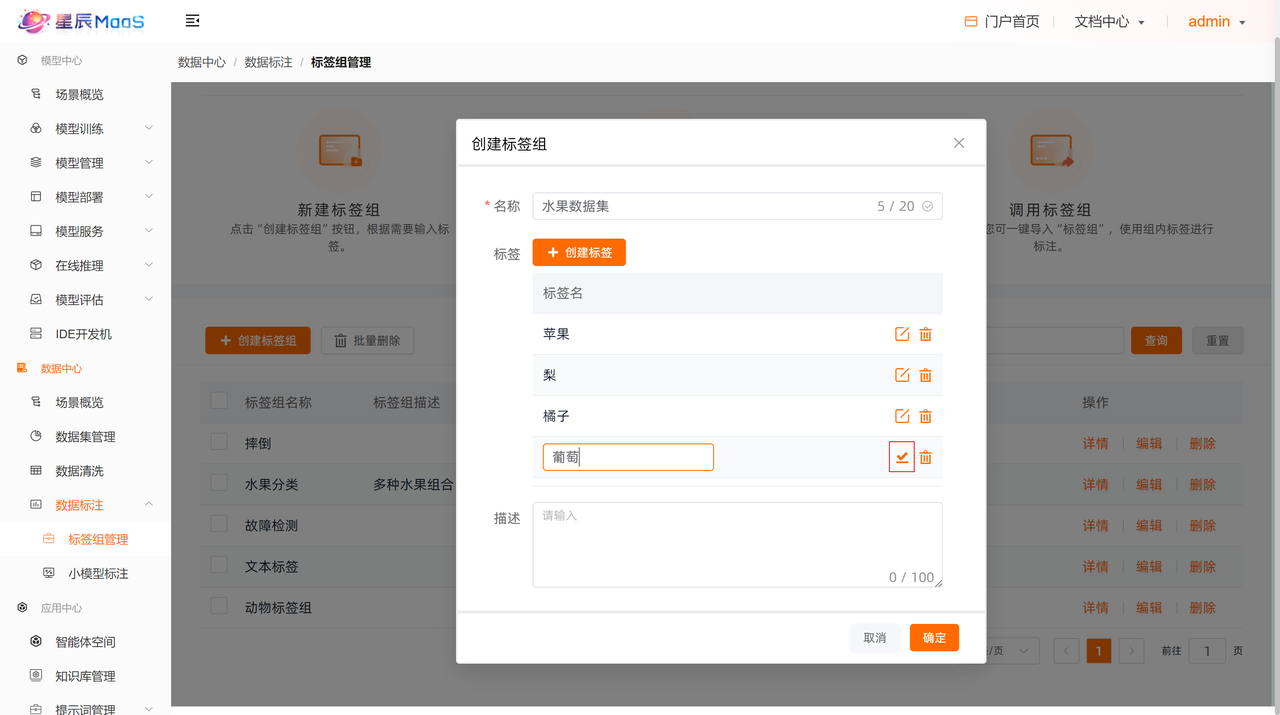 星辰MaaS
门户首页
文档中心
admin
模型中心
场景概览
模型训练
模型管理
模型部署
模型服务
在线推理
模型评估
IDE开发机
数据中心
场景概览
数据集管理
数据清洗
数据标注
标签组管理
小模型标注
应用中心
智能体空间
知识库管理
提示词管理
数据中心 / 数据标注 / 标签组管理
新建标签组
点击“创建标签组”按钮，根据需要输入标
签。
调用标签组
您可一键导入“标签组”，使用组内标签进行
标注。
创建标签组
批量删除
查询
重置
标签组名称
标签组描述
操作
摔倒
详情 编辑 删除
水果分类
多种水果组合
详情 编辑 删除
故障检测
详情 编辑 删除
文本标签
详情 编辑 删除
动物标签组
详情 编辑 删除
/页
1
前往 1 页
创建标签组
* 名称
水果数据集
5 / 20
标签
创建标签
标签名
苹果
梨
橘子
葡萄
描述
请输入
0 / 100
取消
确定